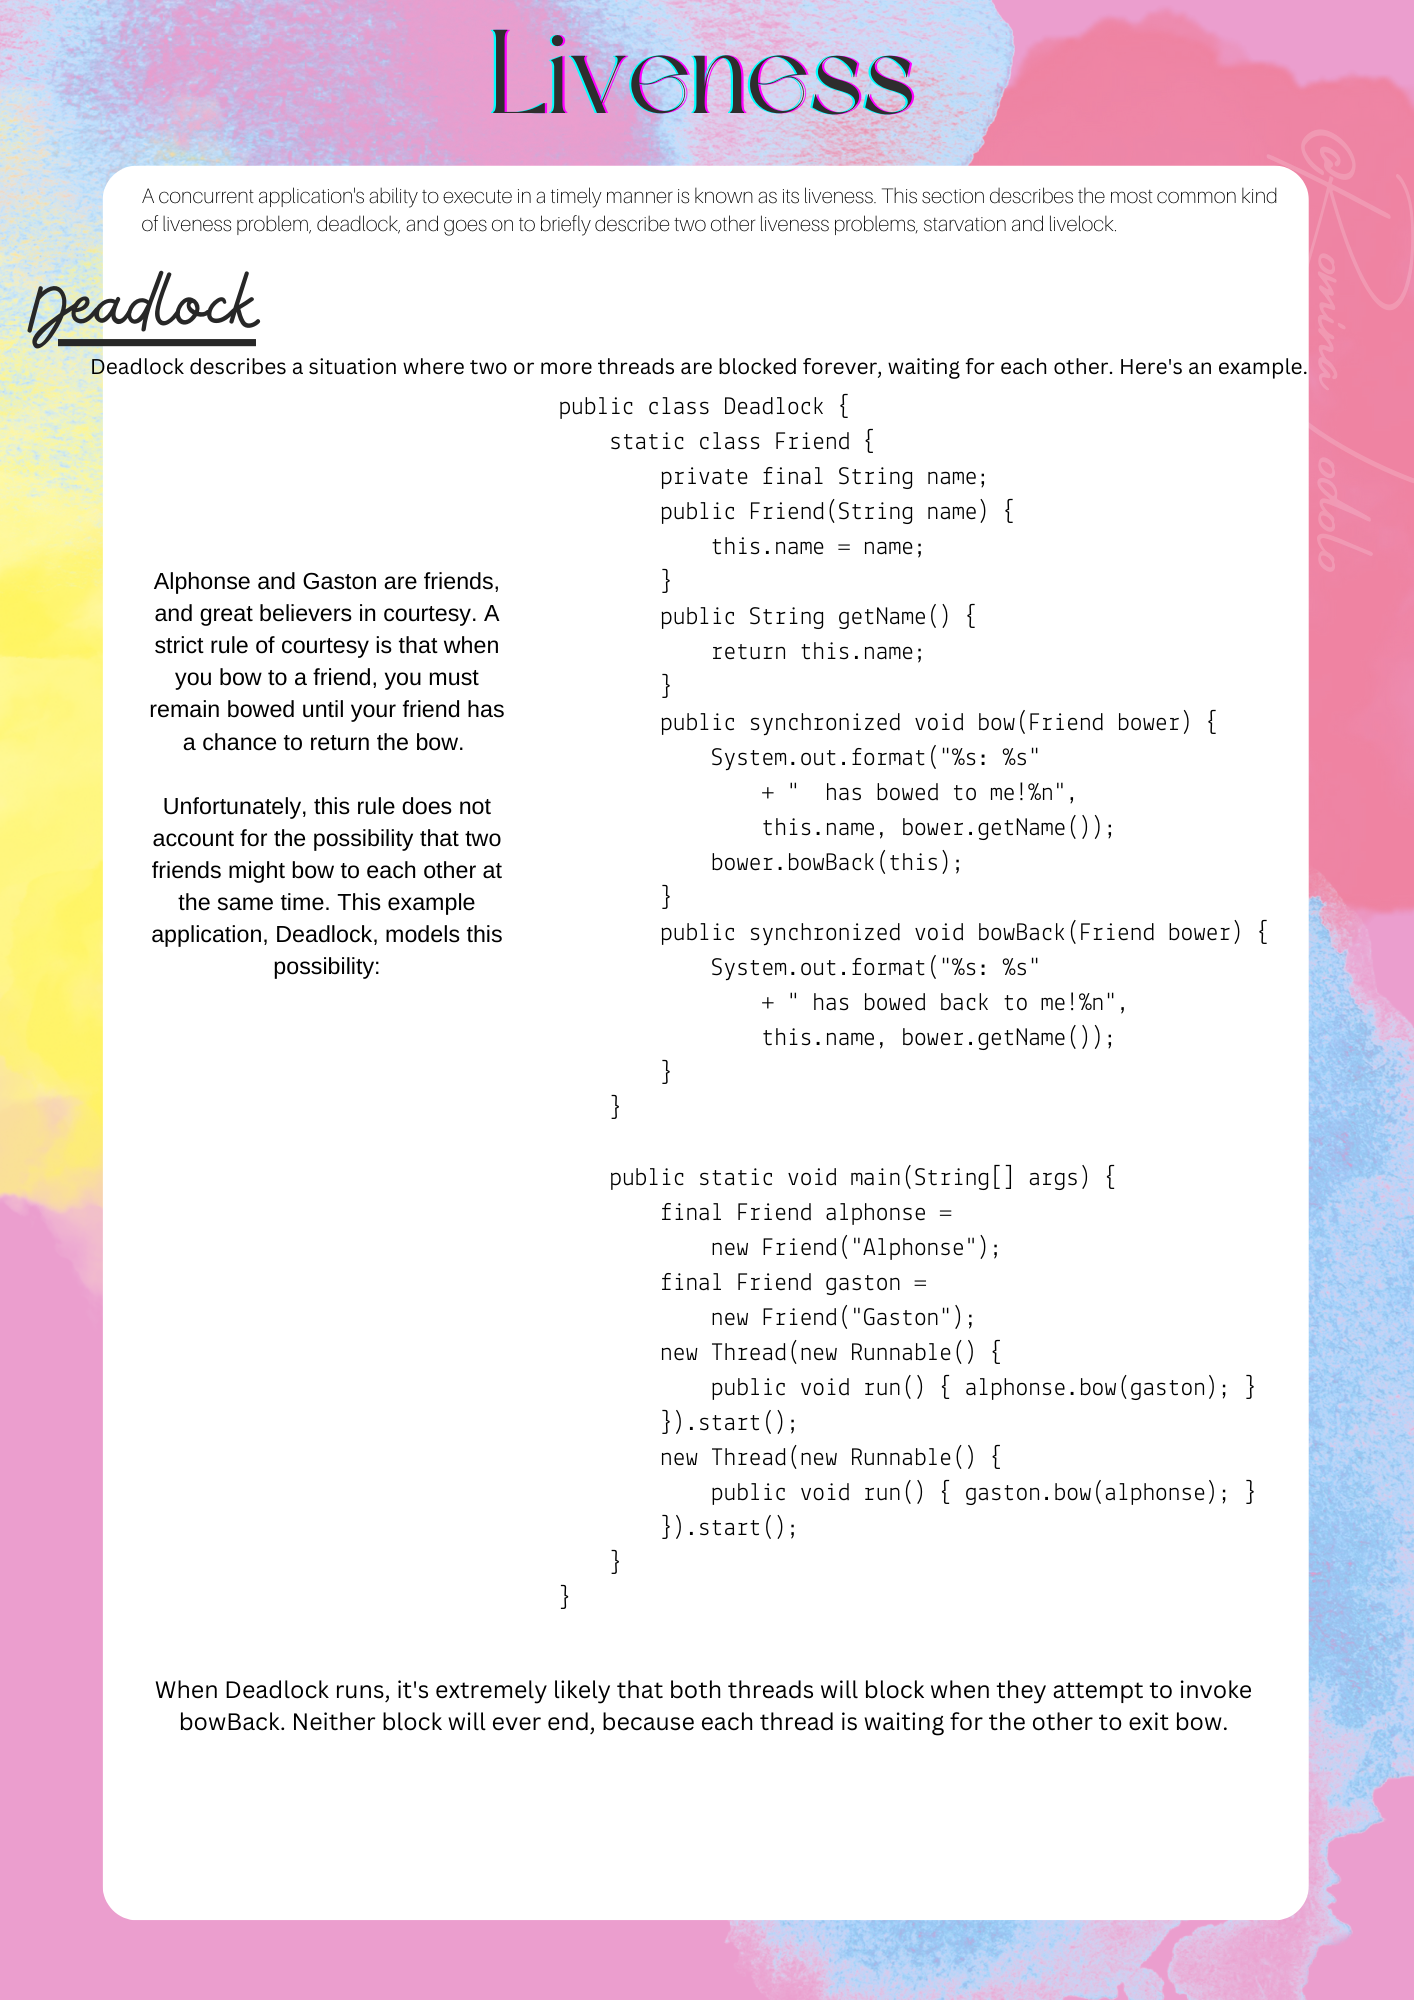 Liveness
A concurrent application's ability to execute in a timely manner is known as its liveness. This section describes the most common kind
of liveness problem, deadlock, and goes on to briefly describe two other liveness problems, starvation and livelock.
Deadlock
Deadlock describes a situation where two or more threads are blocked forever, waiting for each other. Here's an example.
Alphonse and Gaston are friends,
and great believers in courtesy. A
strict rule of courtesy is that when
you bow to a friend, you must
remain bowed until your friend has
a chance to return the bow.
Unfortunately, this rule does not
account for the possibility that two
friends might bow to each other at
the same time. This example
application, Deadlock, models this
possibility:
public class Deadlock {
    static class Friend {
        private final String name;
        public Friend(String name) {
            this.name = name;
        }
        public String getName() {
            return this.name;
        }
        public synchronized void bow(Friend bower) {
            System.out.format("%s: %s"
                + "  has bowed to me!%n",
                this.name, bower.getName());
            bower.bowBack(this);
        }
        public synchronized void bowBack(Friend bower) {
            System.out.format("%s: %s"
                + " has bowed back to me!%n",
                this.name, bower.getName());
        }
    }
    public static void main(String[] args) {
        final Friend alphonse =
            new Friend("Alphonse");
        final Friend gaston =
            new Friend("Gaston");
        new Thread(new Runnable() {
            public void run() { alphonse.bow(gaston); }
        }).start();
        new Thread(new Runnable() {
            public void run() { gaston.bow(alphonse); }
        }).start();
    }
}
When Deadlock runs, it's extremely likely that both threads will block when they attempt to invoke
bowBack. Neither block will ever end, because each thread is waiting for the other to exit bow.
@Romina